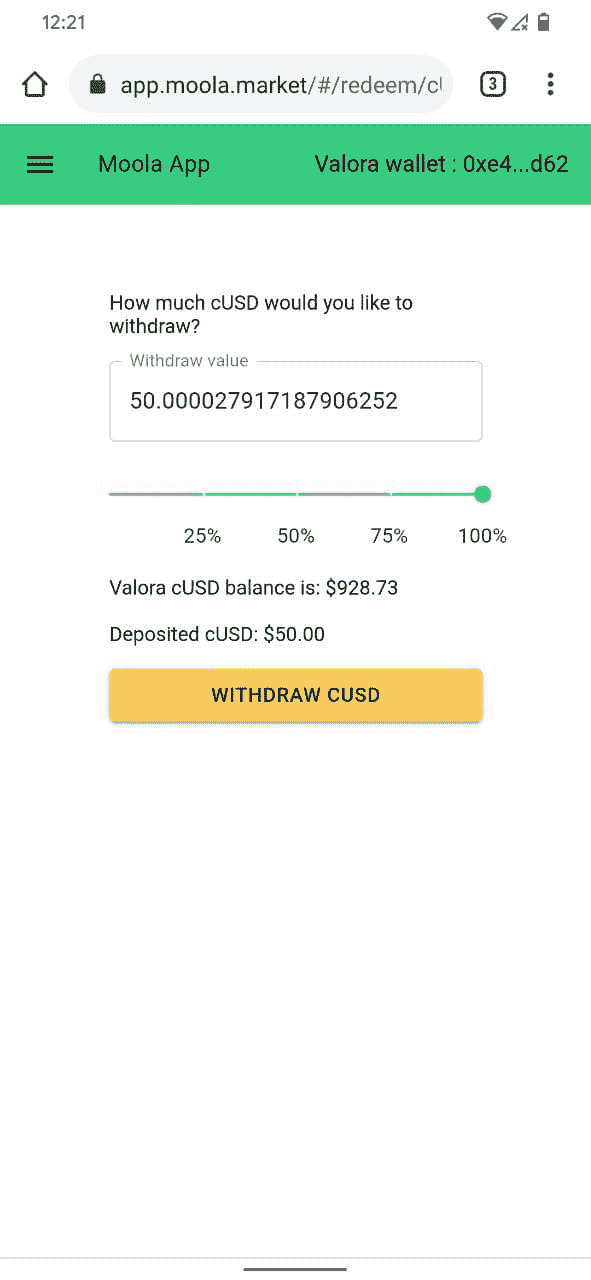 12:21
app.moola.market/#/redeem/c
3
Moola App
Valora wallet : 0xe4...d62
How much cUSD would you like to
withdraw?
Withdraw value
50.000027917187906252
25% 50% 75% 100%
Valora cUSD balance is: $928.73
Deposited cUSD: $50.00
WITHDRAW CUSD